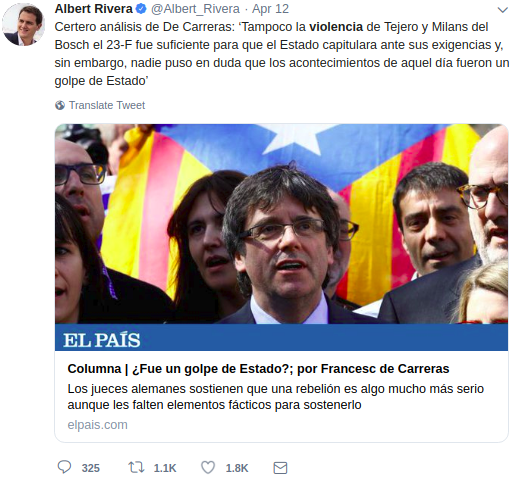 Albert Rivera @Albert_Rivera · Apr 12
Certero análisis de De Carreras: ‘Tampoco la violencia de Tejero y Milans del
Bosch el 23-F fue suficiente para que el Estado capitulara ante sus exigencias y,
sin embargo, nadie puso en duda que los acontecimientos de aquel día fueron un
golpe de Estado’
Translate Tweet
EL PAÍS
Columna | ¿Fue un golpe de Estado?; por Francesc de Carreras
Los jueces alemanes sostienen que una rebelión es algo mucho más serio
aunque les falten elementos fácticos para sostenerlo
elpais.com
325 1.1K 1.8K